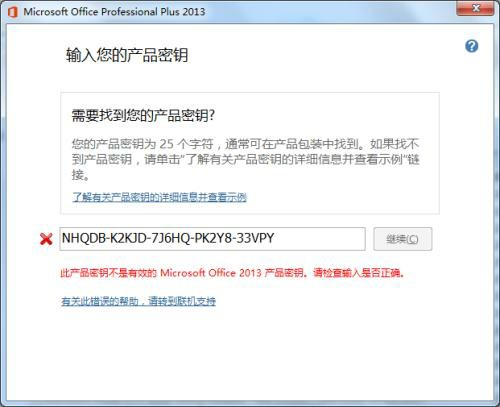 Microsoft Office Professional Plus 2013
输入您的产品密钥
需要找到您的产品密钥?
您的产品密钥为 25 个字符，通常可在产品包装中找到。如果找不
到产品密钥，请单击"了解有关产品密钥的详细信息并查看示例"链
接。
了解有关产品密钥的详细信息并查看示例
NHQDB-K2KJD-7J6HQ-PK2Y8-33VPY
继续(C)
此产品密钥不是有效的 Microsoft Office 2013 产品密钥。请检查输入是否正确。
有关此错误的帮助，请转到联机支持